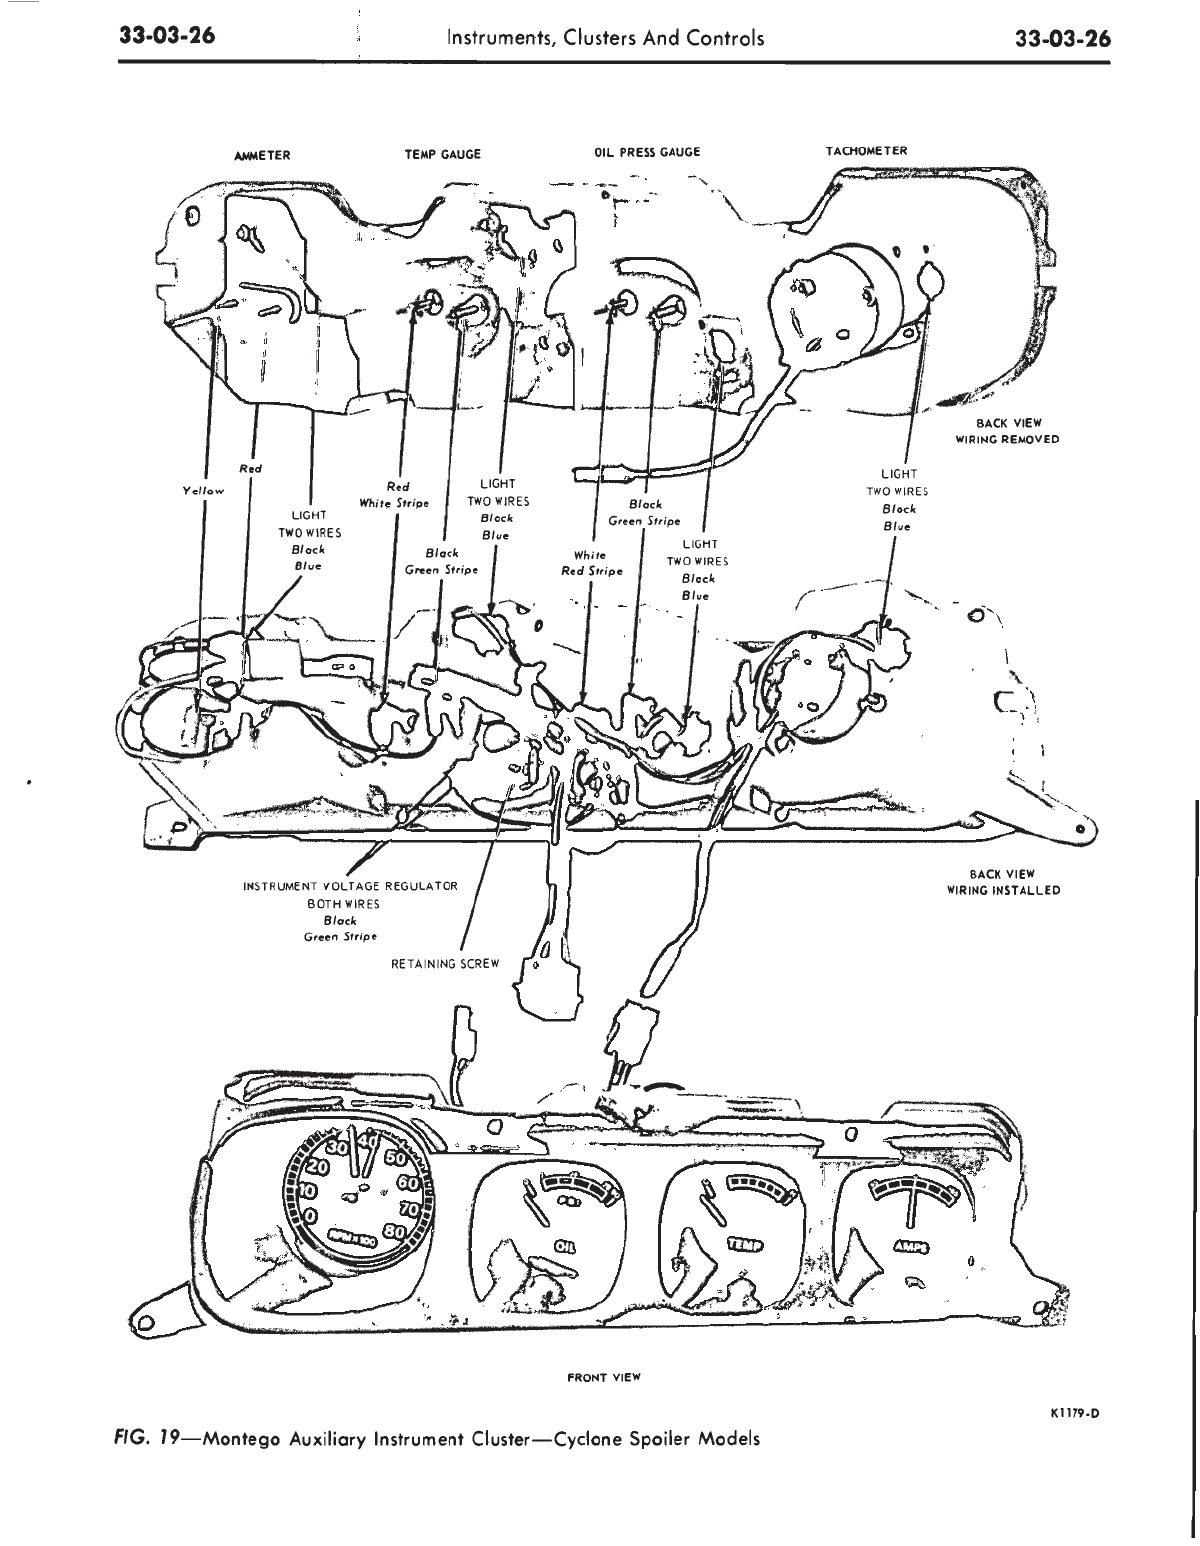 33-03-26 Instruments, Clusters And Controls 33-03-26
AMMETER TEMP GAUGE OIL PRESS GAUGE TACHOMETER
BACK VIEW
WIRING REMOVED
Yellow
Red
LIGHT
TWO WIRES
Black
Blue
Red
White Stripe
Black
Green Stripe
LIGHT
TWO WIRES
Black
Blue
White
Red Stripe
Black
Green Stripe
LIGHT
TWO WIRES
Black
Blue
LIGHT
TWO WIRES
Black
Blue
BACK VIEW
WIRING INSTALLED
INSTRUMENT VOLTAGE REGULATOR
BOTH WIRES
Black
Green Stripe
RETAINING SCREW
0 10 20 30 40 50 60 70 80
RPM x 100
OIL
TEMP
AMPS
FRONT VIEW
K1179-D
FIG. 19—Montego Auxiliary Instrument Cluster—Cyclone Spoiler Models